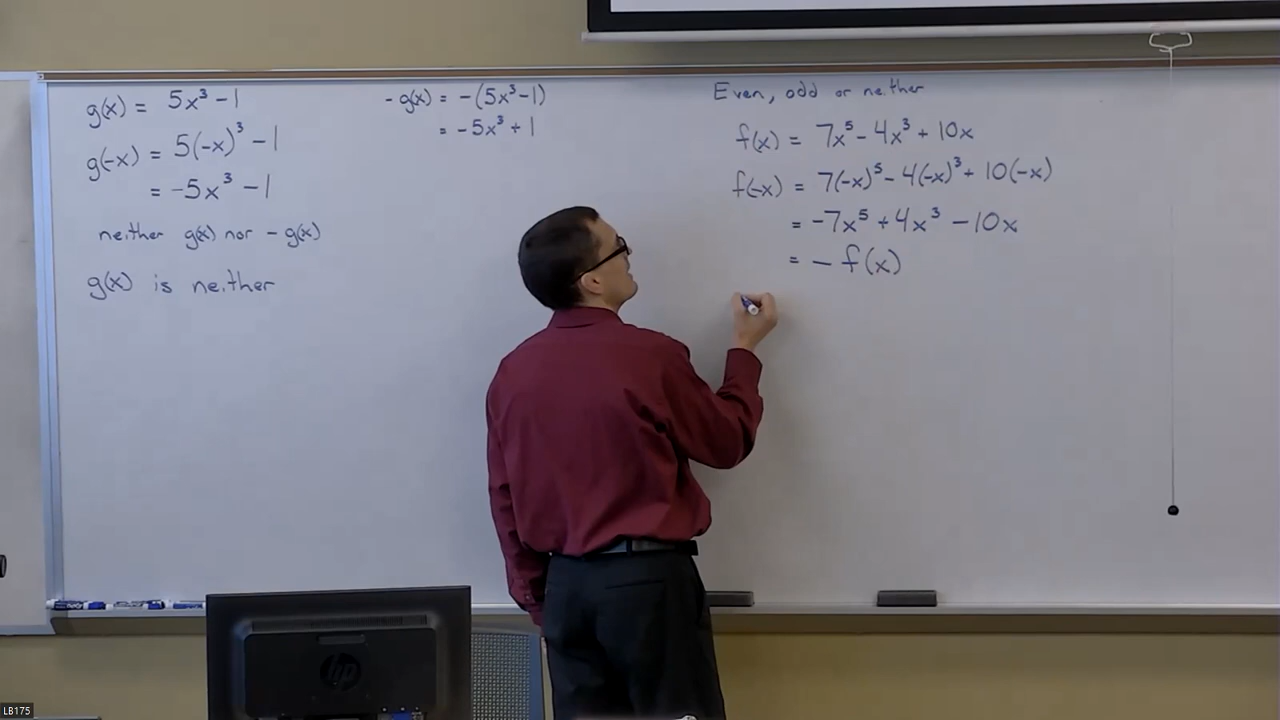 g(x) = 5x³ - 1
g(-x) = 5(-x)³ - 1
= -5x³ - 1
neither g(x) nor - g(x)
g(x) is neither
- g(x) = -(5x³-1)
= -5x³ + 1
Even, odd or neither
f(x) = 7x⁵ - 4x³ + 10x
f(-x) = 7(-x)⁵ - 4(-x)³ + 10(-x)
= -7x⁵ + 4x³ - 10x
= - f(x)
hp
LB175